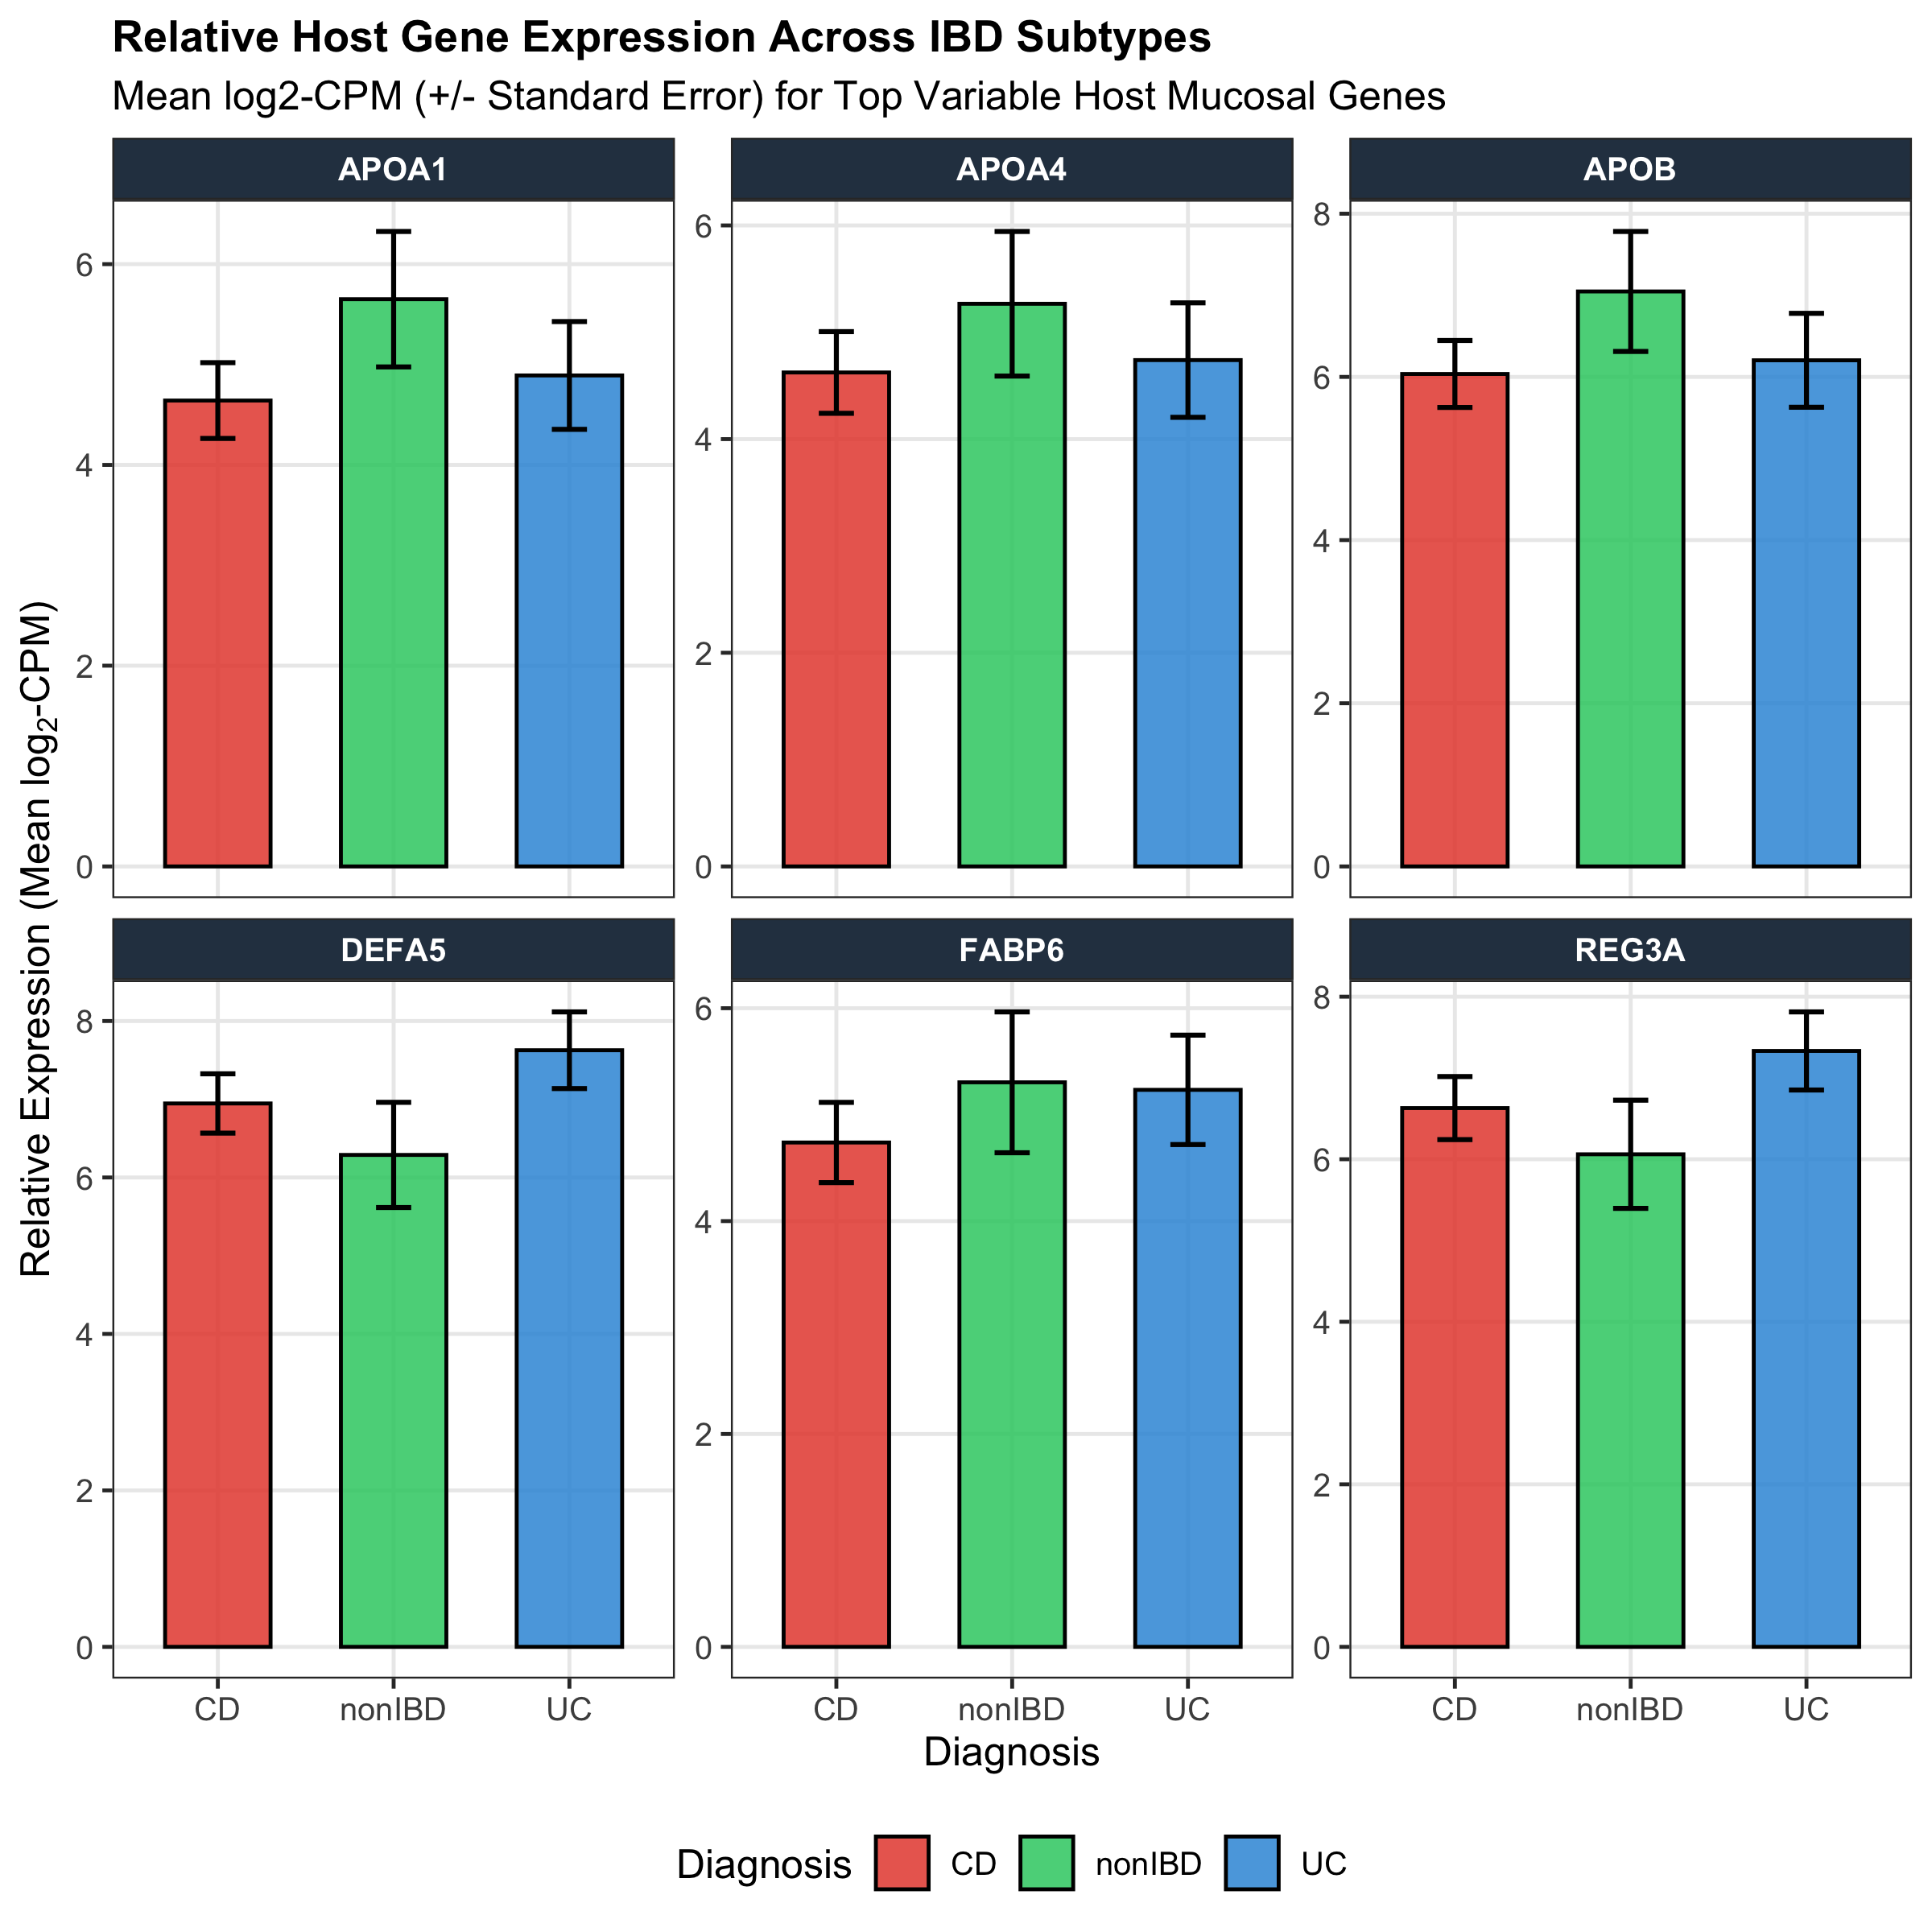 Relative Host Gene Expression Across IBD Subtypes
Mean log2-CPM (+/- Standard Error) for Top Variable Host Mucosal Genes
Relative Expression (Mean log₂-CPM)
APOA1
6
4
2
0
APOA4
6
4
2
0
APOB
8
6
4
2
0
DEFA5
8
6
4
2
0
CD nonIBD UC
FABP6
6
4
2
0
CD nonIBD UC
REG3A
8
6
4
2
0
CD nonIBD UC
Diagnosis
Diagnosis CD nonIBD UC